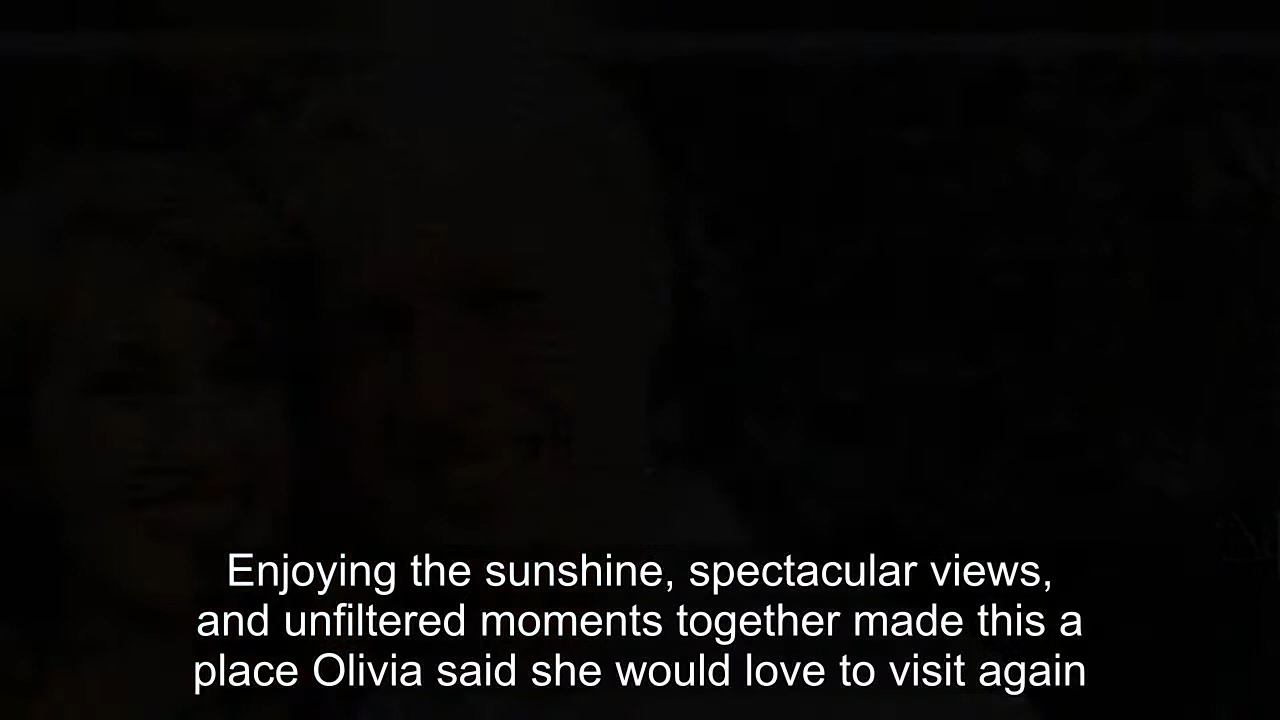 Enjoying the sunshine, spectacular views,
and unfiltered moments together made this a
place Olivia said she would love to visit again